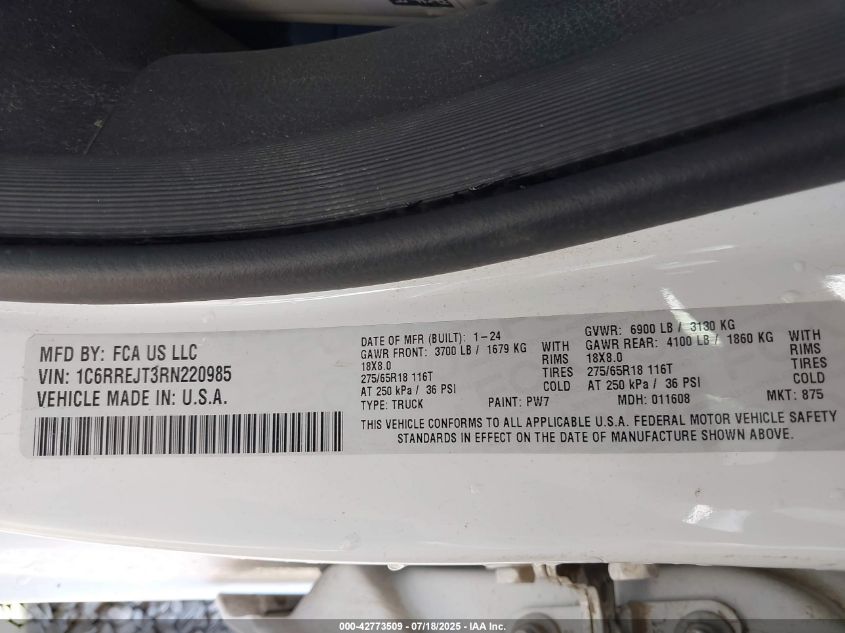 MFD BY: FCA US LLC
VIN: 1C6RREJT3RN220985
VEHICLE MADE IN: U.S.A.
DATE OF MFR (BUILT): 1-24
GAWR FRONT: 3700 LB / 1679 KG WITH
18X8.0 RIMS
275/65R18 116T TIRES
AT 250 kPa / 36 PSI COLD
TYPE: TRUCK PAINT: PW7
GVWR: 6900 LB / 3130 KG
GAWR REAR: 4100 LB / 1860 KG WITH
18X8.0 RIMS
275/65R18 116T TIRES
AT 250 kPa / 36 PSI COLD
MDH: 011608 MKT: 875
THIS VEHICLE CONFORMS TO ALL APPLICABLE U.S.A. FEDERAL MOTOR VEHICLE SAFETY
STANDARDS IN EFFECT ON THE DATE OF MANUFACTURE SHOWN ABOVE.
000-42773509 - 07/18/2025 - IAA Inc.